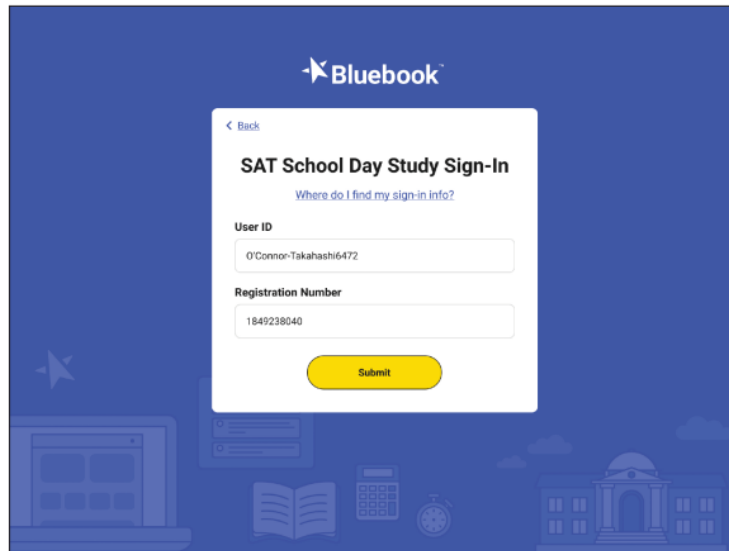 Bluebook™
Back
SAT School Day Study Sign-In
Where do I find my sign-in info?
User ID
O'Connor-Takahashi6472
Registration Number
1849238040
Submit